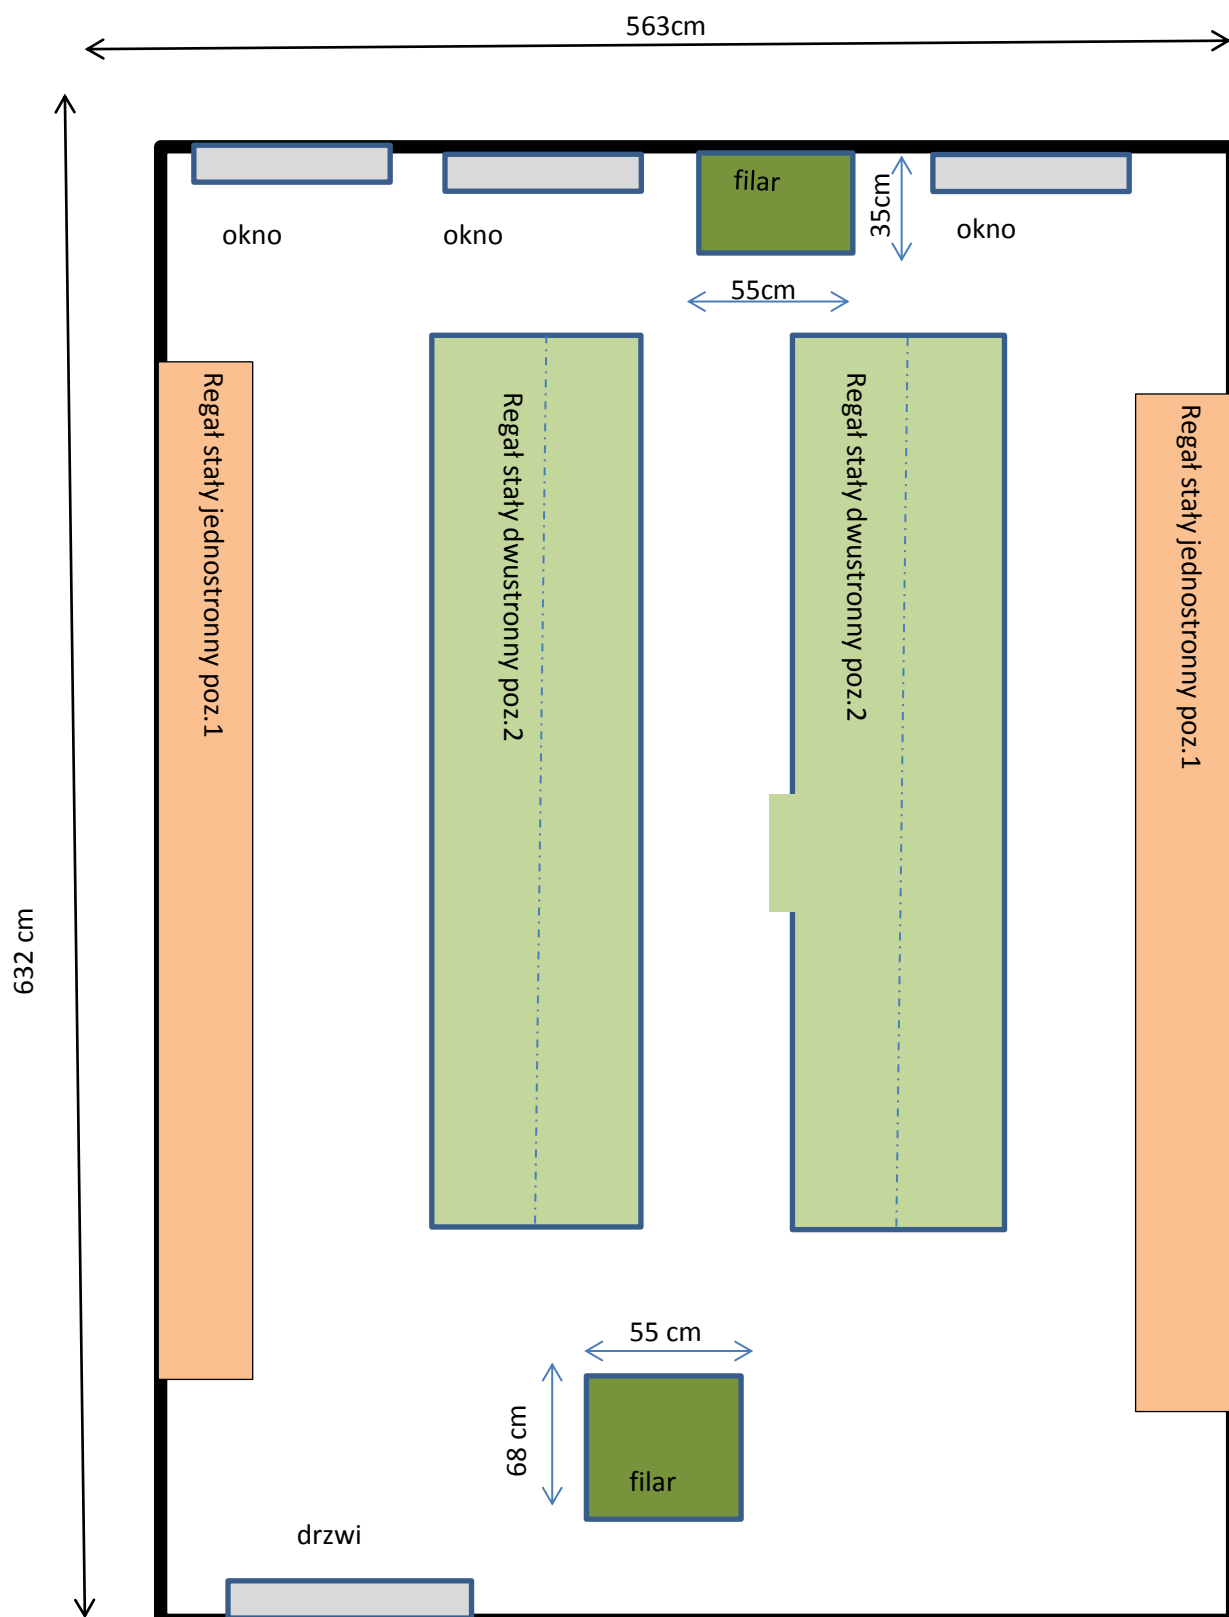 563cm
filar
35cm
okno
okno
okno
55cm
Regał stały jednostronny poz.1
Regał stały dwustronny poz.2
Regał stały dwustronny poz.2
Regał stały jednostronny poz.1
632 cm
55 cm
68 cm
filar
drzwi